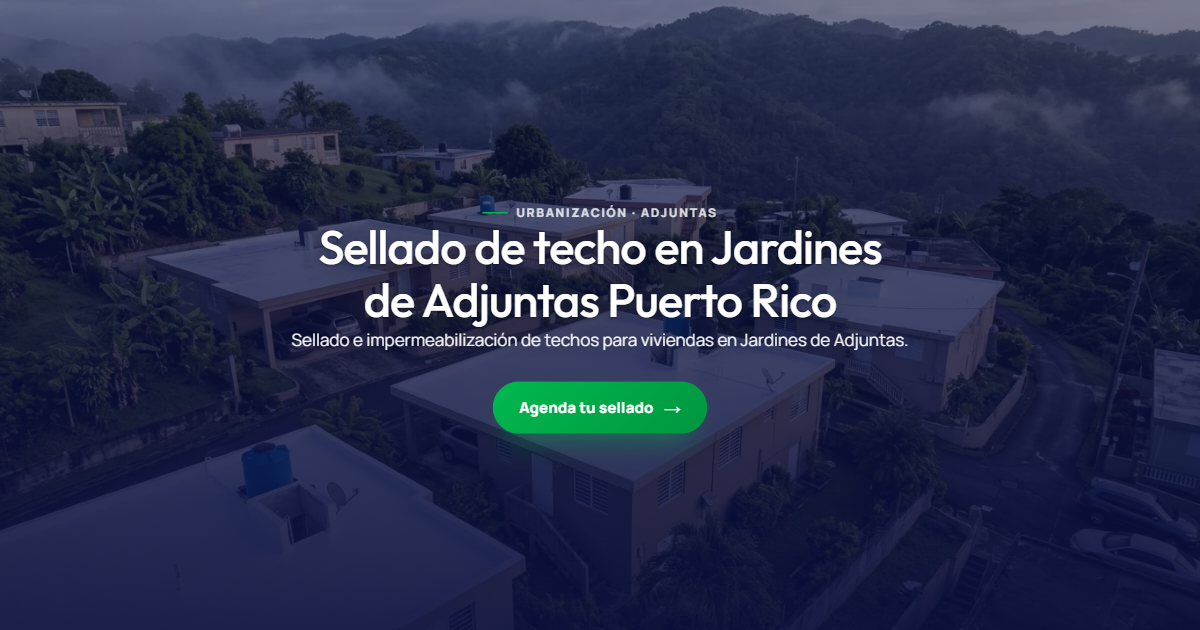 URBANIZACIÓN · ADJUNTAS
Sellado de techo en Jardines
de Adjuntas Puerto Rico
Sellado e impermeabilización de techos para viviendas en Jardines de Adjuntas.
Agenda tu sellado →